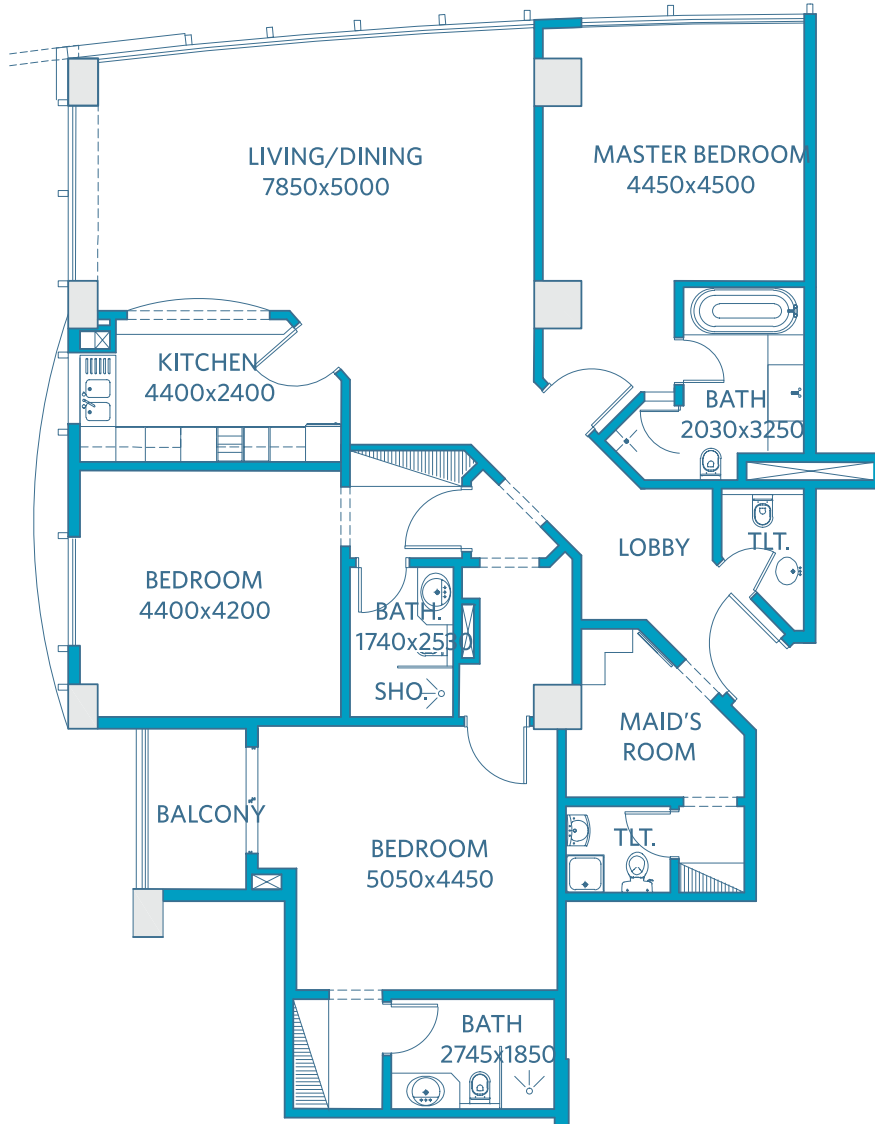 LIVING/DINING
7850x5000
MASTER BEDROOM
4450x4500
KITCHEN
4400x2400
BATH
2030x3250
LOBBY
TLT.
BEDROOM
4400x4200
BATH.
1740x2530
SHO.
MAID'S
ROOM
BALCONY
TLT.
BEDROOM
5050x4450
BATH
2745x1850